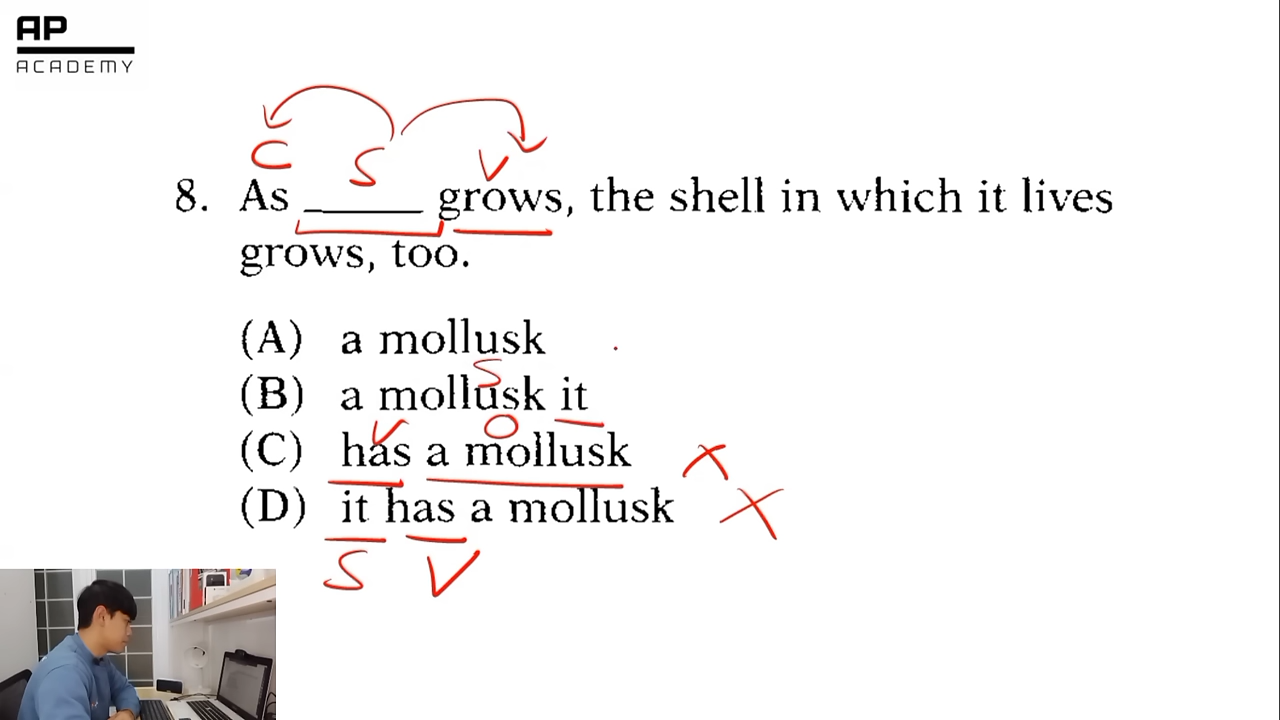 AP
ACADEMY
C S V
8. As ______ grows, the shell in which it lives
grows, too.
(A) a mollusk
S
(B) a mollusk it
V O
(C) has a mollusk X
(D) it has a mollusk X
S V